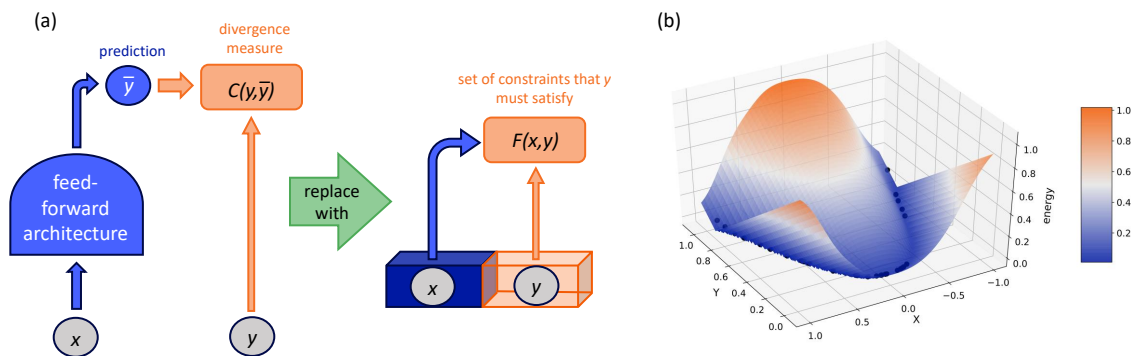 (a)
prediction
ȳ
divergence
measure
C(y,ȳ)
feed-
forward
architecture
x
y
replace
with
set of constraints that y
must satisfy
F(x,y)
x
y
(b)
1.0
0.8
0.6
0.4
0.2
0.0
Y
1.0
0.5
0.0
−0.5
−1.0
X
1.0
0.8
0.6
0.4
0.2
0.0
energy
1.0
0.8
0.6
0.4
0.2